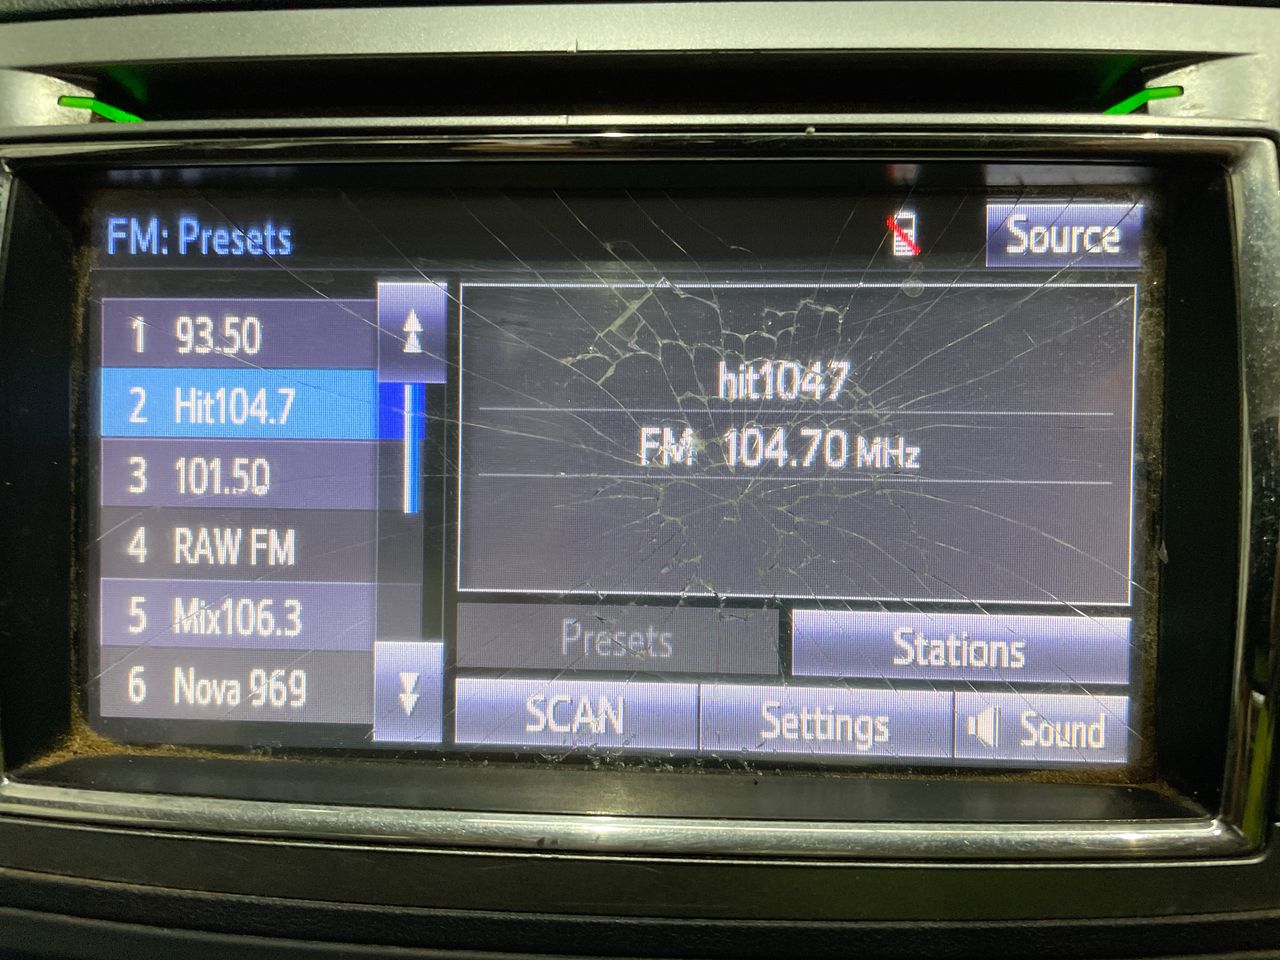 FM: Presets
Source
1 93.50
2 Hit104.7
3 101.50
4 RAW FM
5 Mix106.3
6 Nova 969
hit1047
FM 104.70 MHz
Presets
Stations
SCAN
Settings
Sound